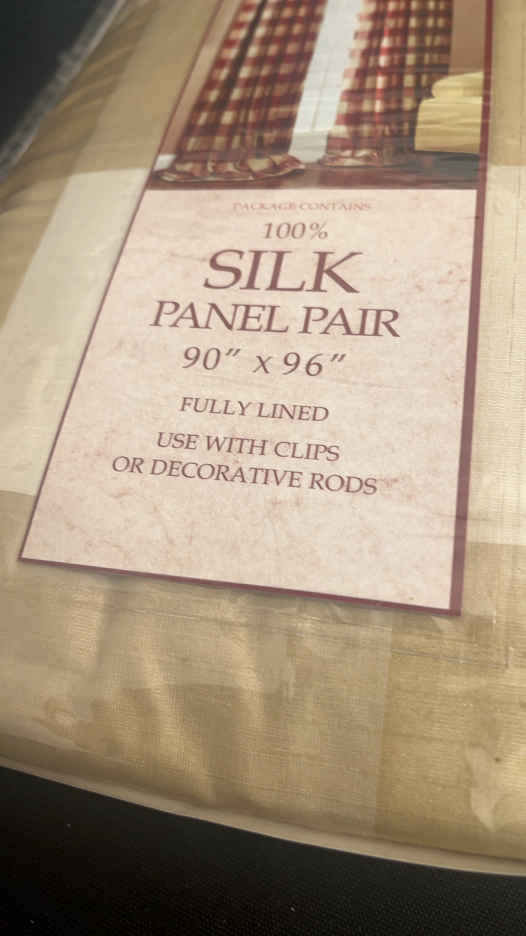 PACKAGE CONTAINS
100%
SILK
PANEL PAIR
90" x 96"
FULLY LINED
USE WITH CLIPS
OR DECORATIVE RODS